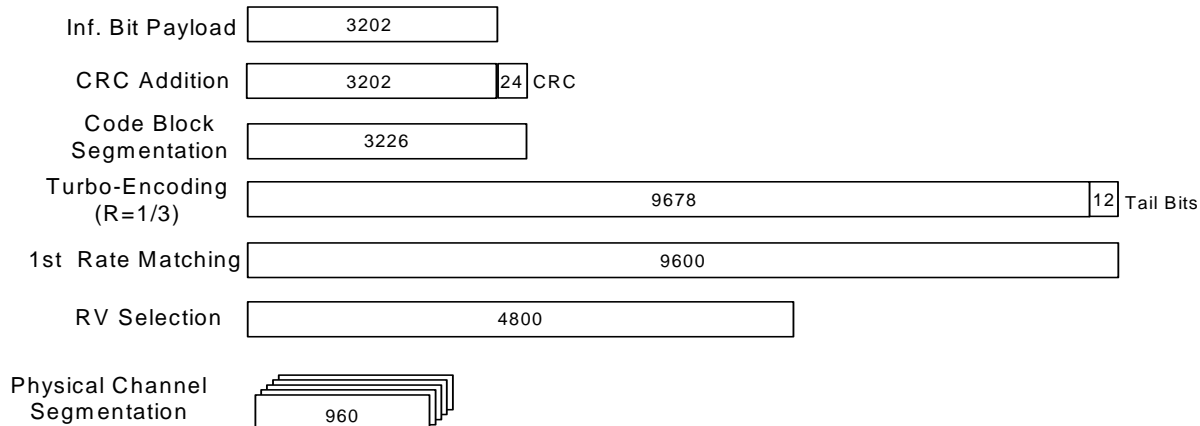 Inf. Bit Payload 3202
CRC Addition 3202 24 CRC
Code Block
Segmentation 3226
Turbo-Encoding
(R=1/3) 9678 12 Tail Bits
1st Rate Matching 9600
RV Selection 4800
Physical Channel
Segmentation 960